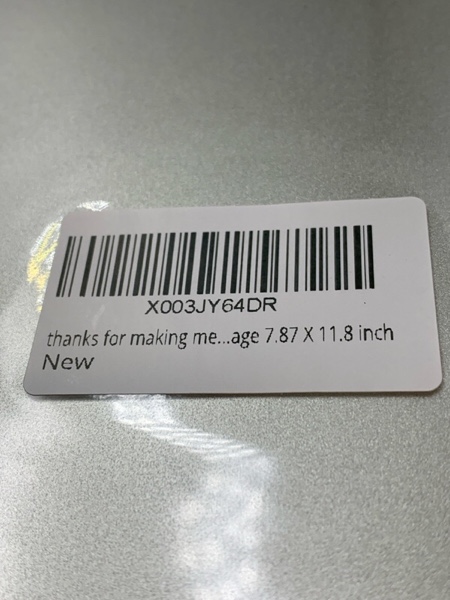 X003JY64DR
thanks for making me...age 7.87 X 11.8 inch
New